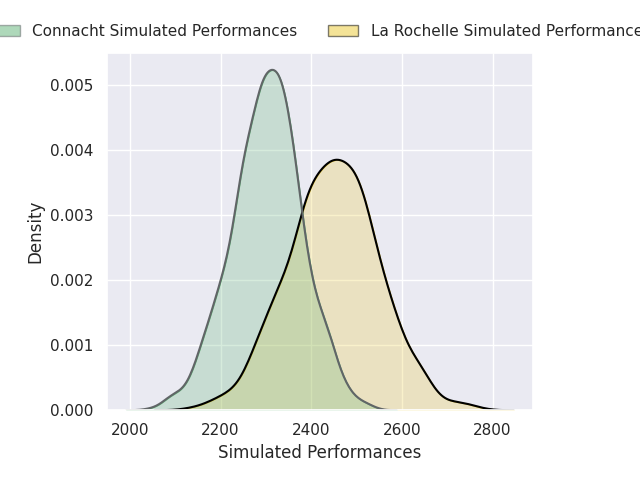 Connacht Simulated Performances La Rochelle Simulated Performance
0.005
0.004
0.003
0.002
0.001
0.000
Density
2000 2200 2400 2600 2800
Simulated Performances